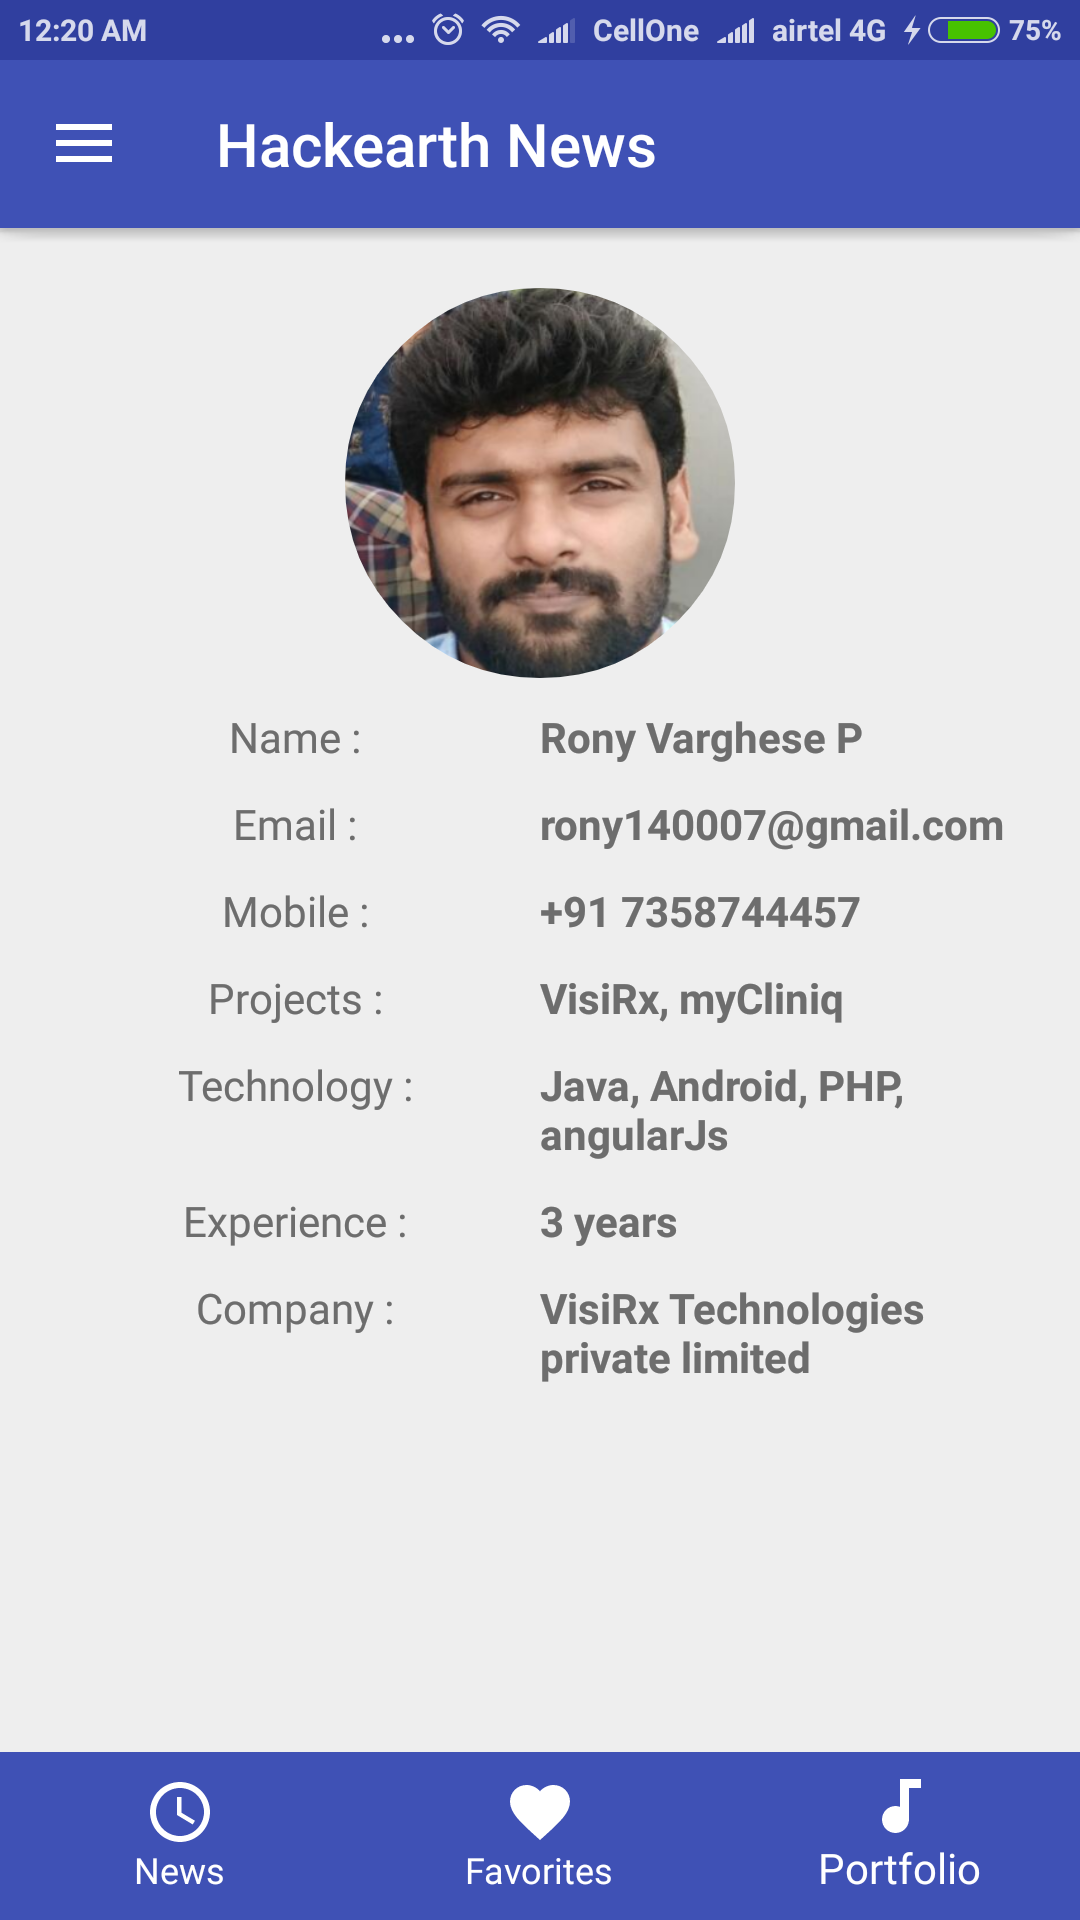 12:20 AM ... CellOne airtel 4G 75%
Hackearth News
Name : Rony Varghese P
Email : rony140007@gmail.com
Mobile : +91 7358744457
Projects : VisiRx, myCliniq
Technology : Java, Android, PHP,
angularJs
Experience : 3 years
Company : VisiRx Technologies
private limited
News Favorites Portfolio